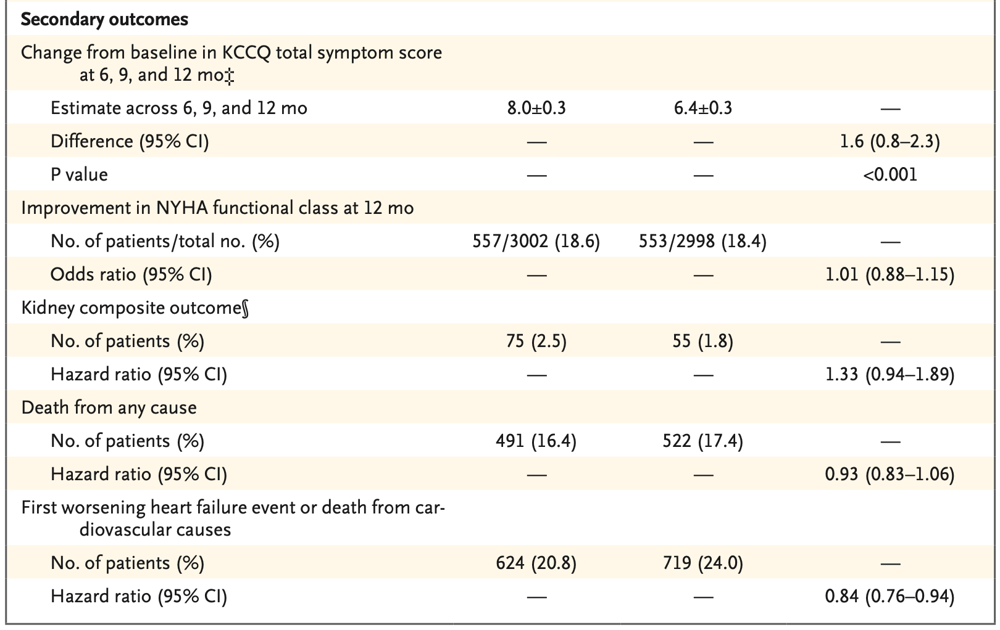 Secondary outcomes
Change from baseline in KCCQ total symptom score
at 6, 9, and 12 mo‡
Estimate across 6, 9, and 12 mo 8.0±0.3 6.4±0.3 —
Difference (95% CI) — — 1.6 (0.8–2.3)
P value — — <0.001
Improvement in NYHA functional class at 12 mo
No. of patients/total no. (%) 557/3002 (18.6) 553/2998 (18.4) —
Odds ratio (95% CI) — — 1.01 (0.88–1.15)
Kidney composite outcome§
No. of patients (%) 75 (2.5) 55 (1.8) —
Hazard ratio (95% CI) — — 1.33 (0.94–1.89)
Death from any cause
No. of patients (%) 491 (16.4) 522 (17.4) —
Hazard ratio (95% CI) — — 0.93 (0.83–1.06)
First worsening heart failure event or death from car-
diovascular causes
No. of patients (%) 624 (20.8) 719 (24.0) —
Hazard ratio (95% CI) — — 0.84 (0.76–0.94)